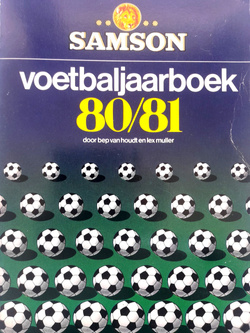 SAMSON
voetbaljaarboek
80/81
door bep van houdt en lex muller